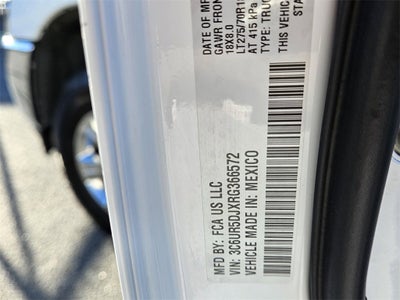 MFD BY: FCA US LLC
VIN: 3C6UR5DJXRG366572
VEHICLE MADE IN: MEXICO
DATE OF MF
GAWR FRON
18X8.0
LT275/70R1
AT 415 kPa
TYPE: TRUC
THIS VEHIC
STA